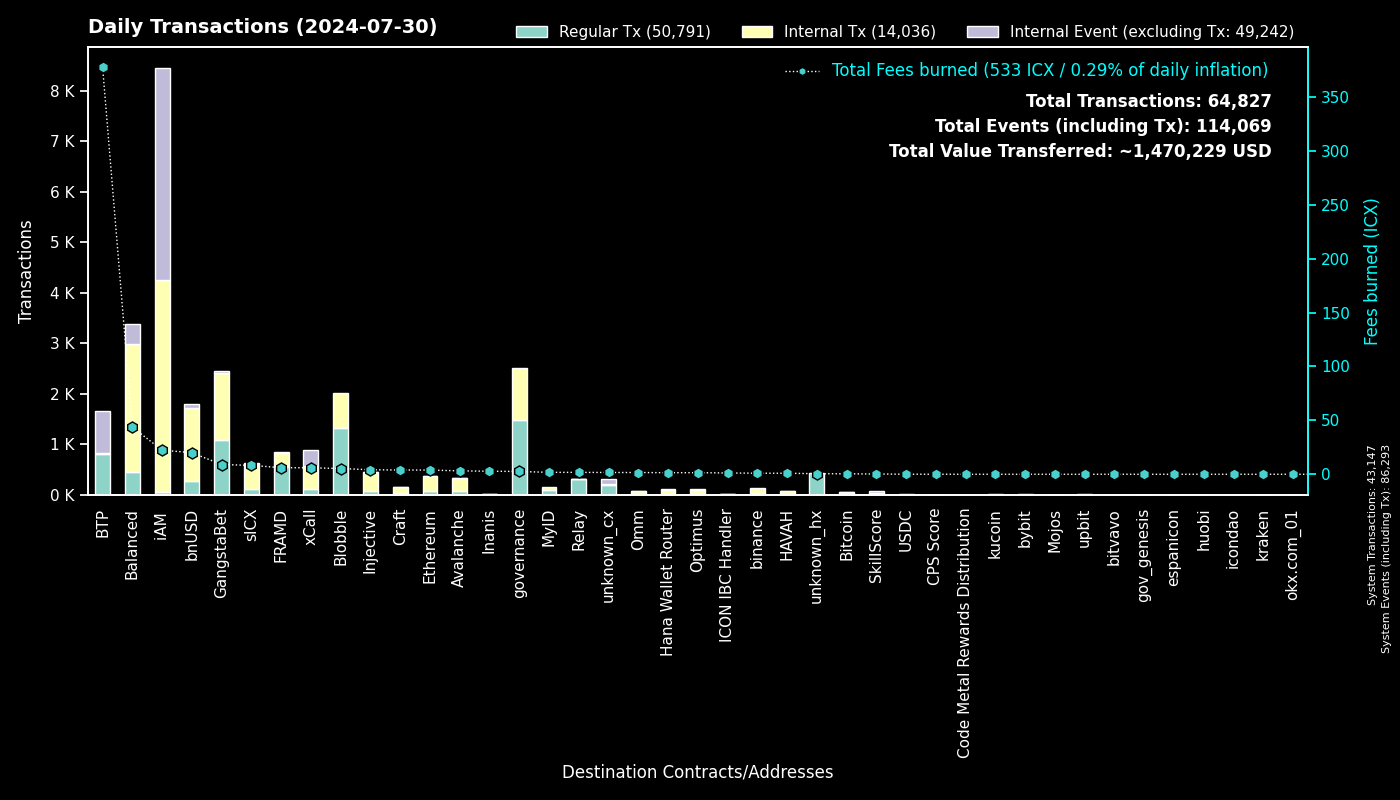 Daily Transactions (2024-07-30)
Regular Tx (50,791)
Internal Tx (14,036)
Internal Event (excluding Tx: 49,242)
Total Fees burned (533 ICX / 0.29% of daily inflation)
Total Transactions: 64,827
Total Events (including Tx): 114,069
Total Value Transferred: ~1,470,229 USD
Transactions
8 K
7 K
6 K
5 K
4 K
3 K
2 K
1 K
0 K
350
300
250
200
150
100
50
0
Fees burned (ICX)
BTP
Balanced
iAM
bnUSD
GangstaBet
sICX
FRAMD
xCall
Blobble
Injective
Craft
Ethereum
Avalanche
Inanis
governance
MyID
Relay
unknown_cx
Omm
Hana Wallet Router
Optimus
ICON IBC Handler
binance
HAVAH
unknown_hx
Bitcoin
SkillScore
USDC
CPS Score
Code Metal Rewards Distribution
kucoin
bybit
Mojos
upbit
bitvavo
gov_genesis
espanicon
huobi
icondao
kraken
okx.com_01
Destination Contracts/Addresses
System Transactions: 43,147
System Events (including Tx): 86,293